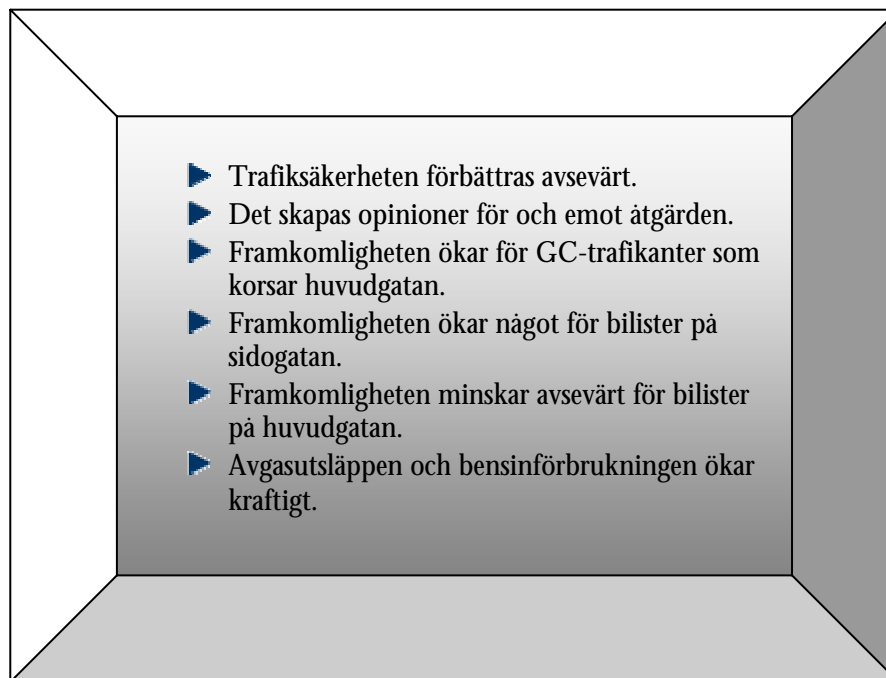 Trafiksäkerheten förbättras avsevärt.
Det skapas opinioner för och emot åtgärden.
Framkomligheten ökar för GC-trafikanter som
korsar huvudgatan.
Framkomligheten ökar något för bilister på
sidogatan.
Framkomligheten minskar avsevärt för bilister
på huvudgatan.
Avgasutsläppen och bensinförbrukningen ökar
kraftigt.